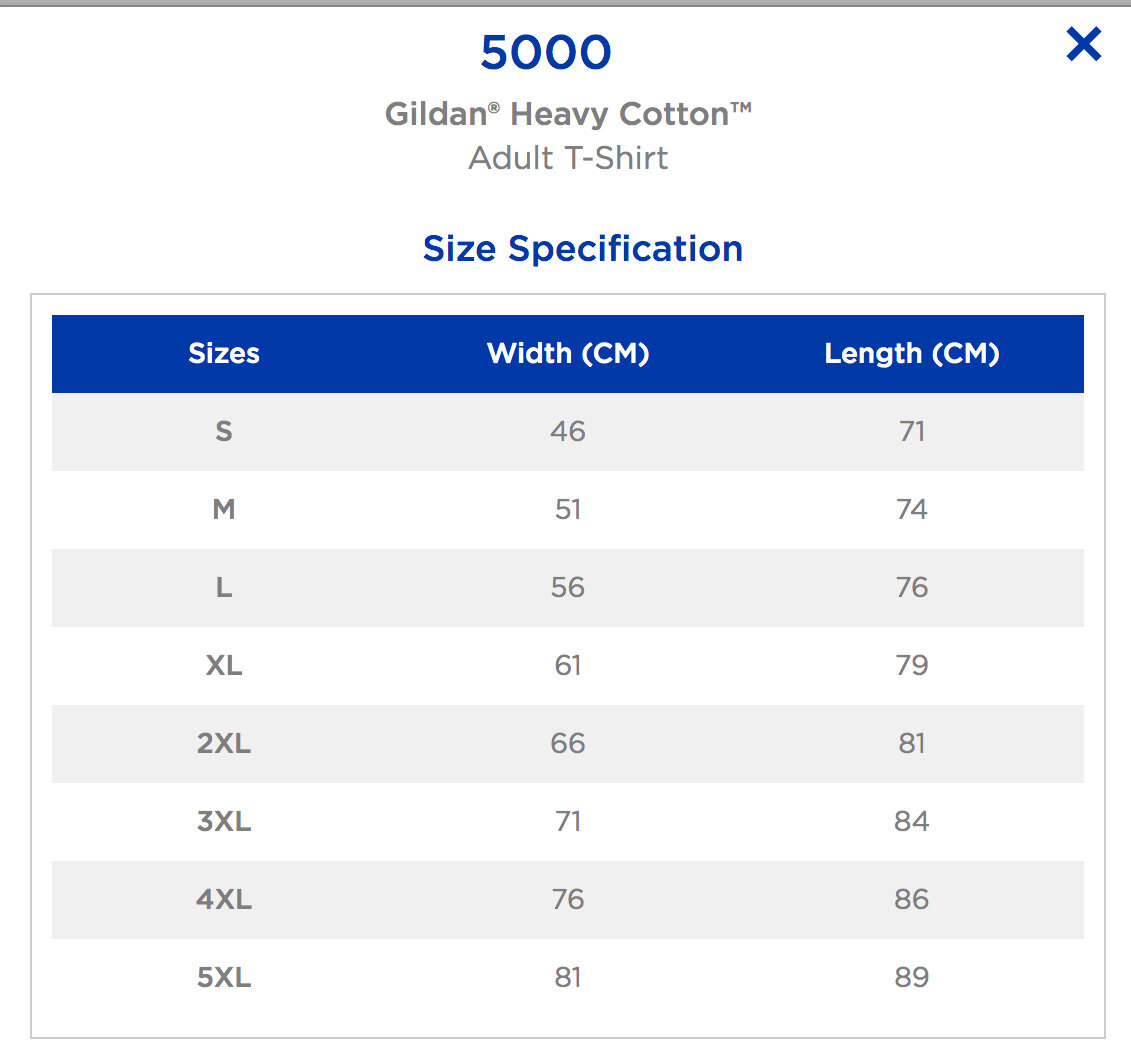 5000
Gildan® Heavy Cotton™
Adult T-Shirt
Size Specification
Sizes Width (CM) Length (CM)
S 46 71
M 51 74
L 56 76
XL 61 79
2XL 66 81
3XL 71 84
4XL 76 86
5XL 81 89